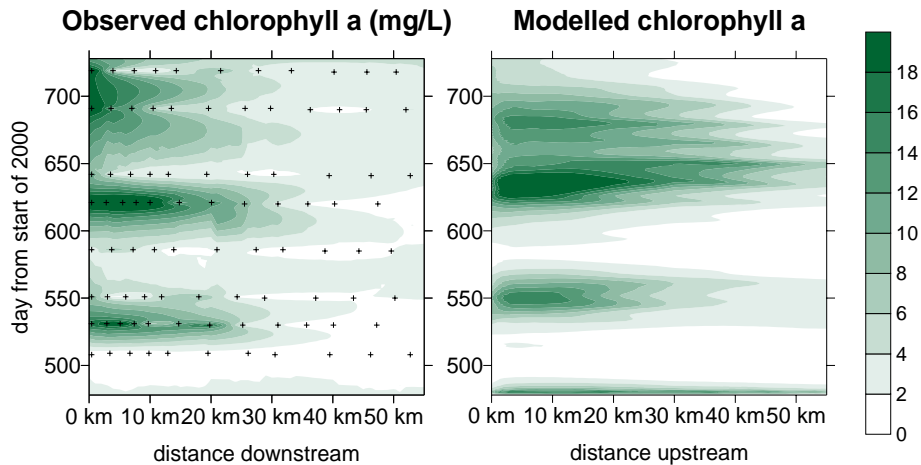 Observed chlorophyll a (mg/L)
Modelled chlorophyll a
day from start of 2000
700
650
600
550
500
0 km 10 km 20 km 30 km 40 km 50 km
distance downstream
700
650
600
550
500
0 km 10 km 20 km 30 km 40 km 50 km
distance upstream
18
16
14
12
10
8
6
4
2
0